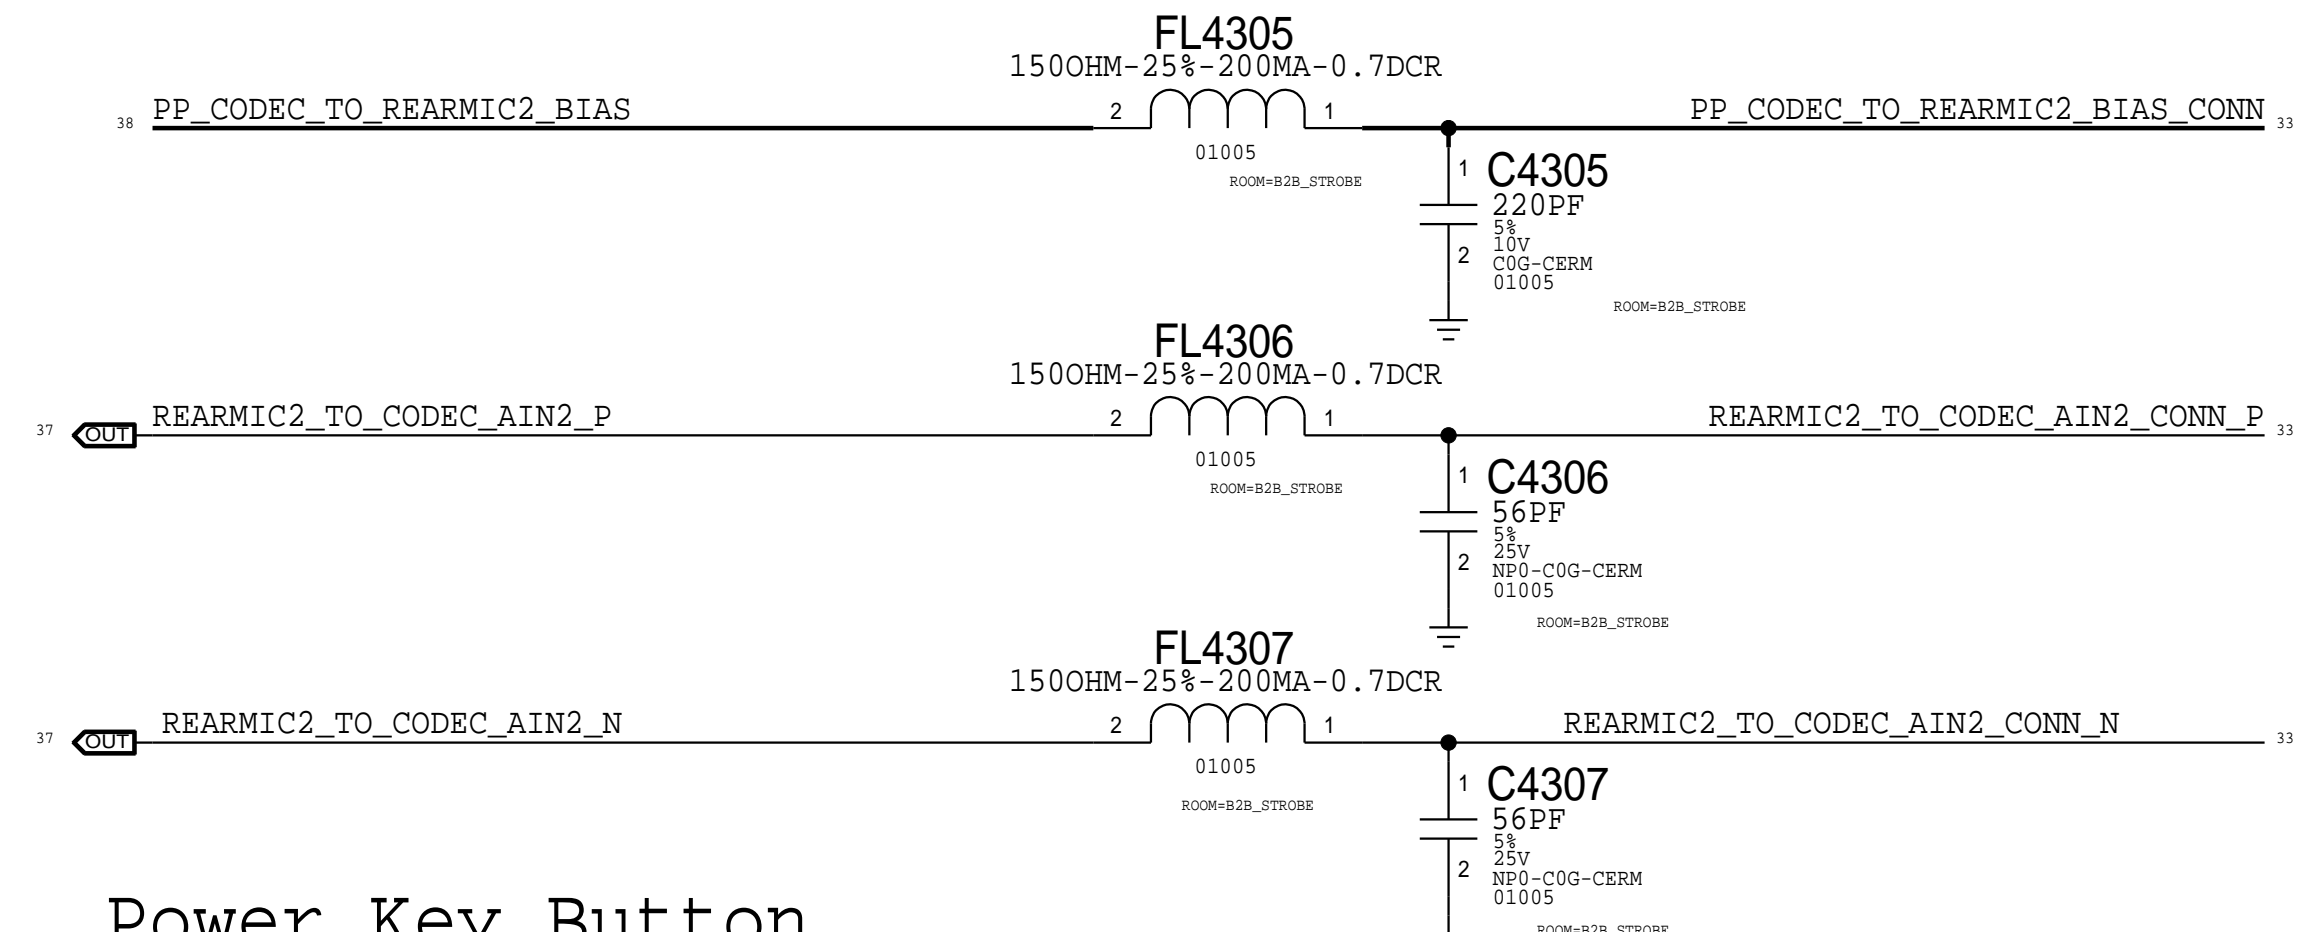 FL4305
150OHM-25%-200MA-0.7DCR
38 PP_CODEC_TO_REARMIC2_BIAS 2 1 PP_CODEC_TO_REARMIC2_BIAS_CONN 33
01005
ROOM=B2B_STROBE
1 C4305
220PF
5%
10V
2
C0G-CERM
01005
ROOM=B2B_STROBE
FL4306
150OHM-25%-200MA-0.7DCR
37 OUT REARMIC2_TO_CODEC_AIN2_P 2 1 REARMIC2_TO_CODEC_AIN2_CONN_P 33
01005
ROOM=B2B_STROBE
1 C4306
56PF
5%
25V
2
NP0-C0G-CERM
01005
ROOM=B2B_STROBE
FL4307
150OHM-25%-200MA-0.7DCR
37 OUT REARMIC2_TO_CODEC_AIN2_N 2 1 REARMIC2_TO_CODEC_AIN2_CONN_N 33
01005
ROOM=B2B_STROBE
1 C4307
56PF
5%
25V
2
NP0-C0G-CERM
01005
ROOM=B2B_STROBE
Power Key Button